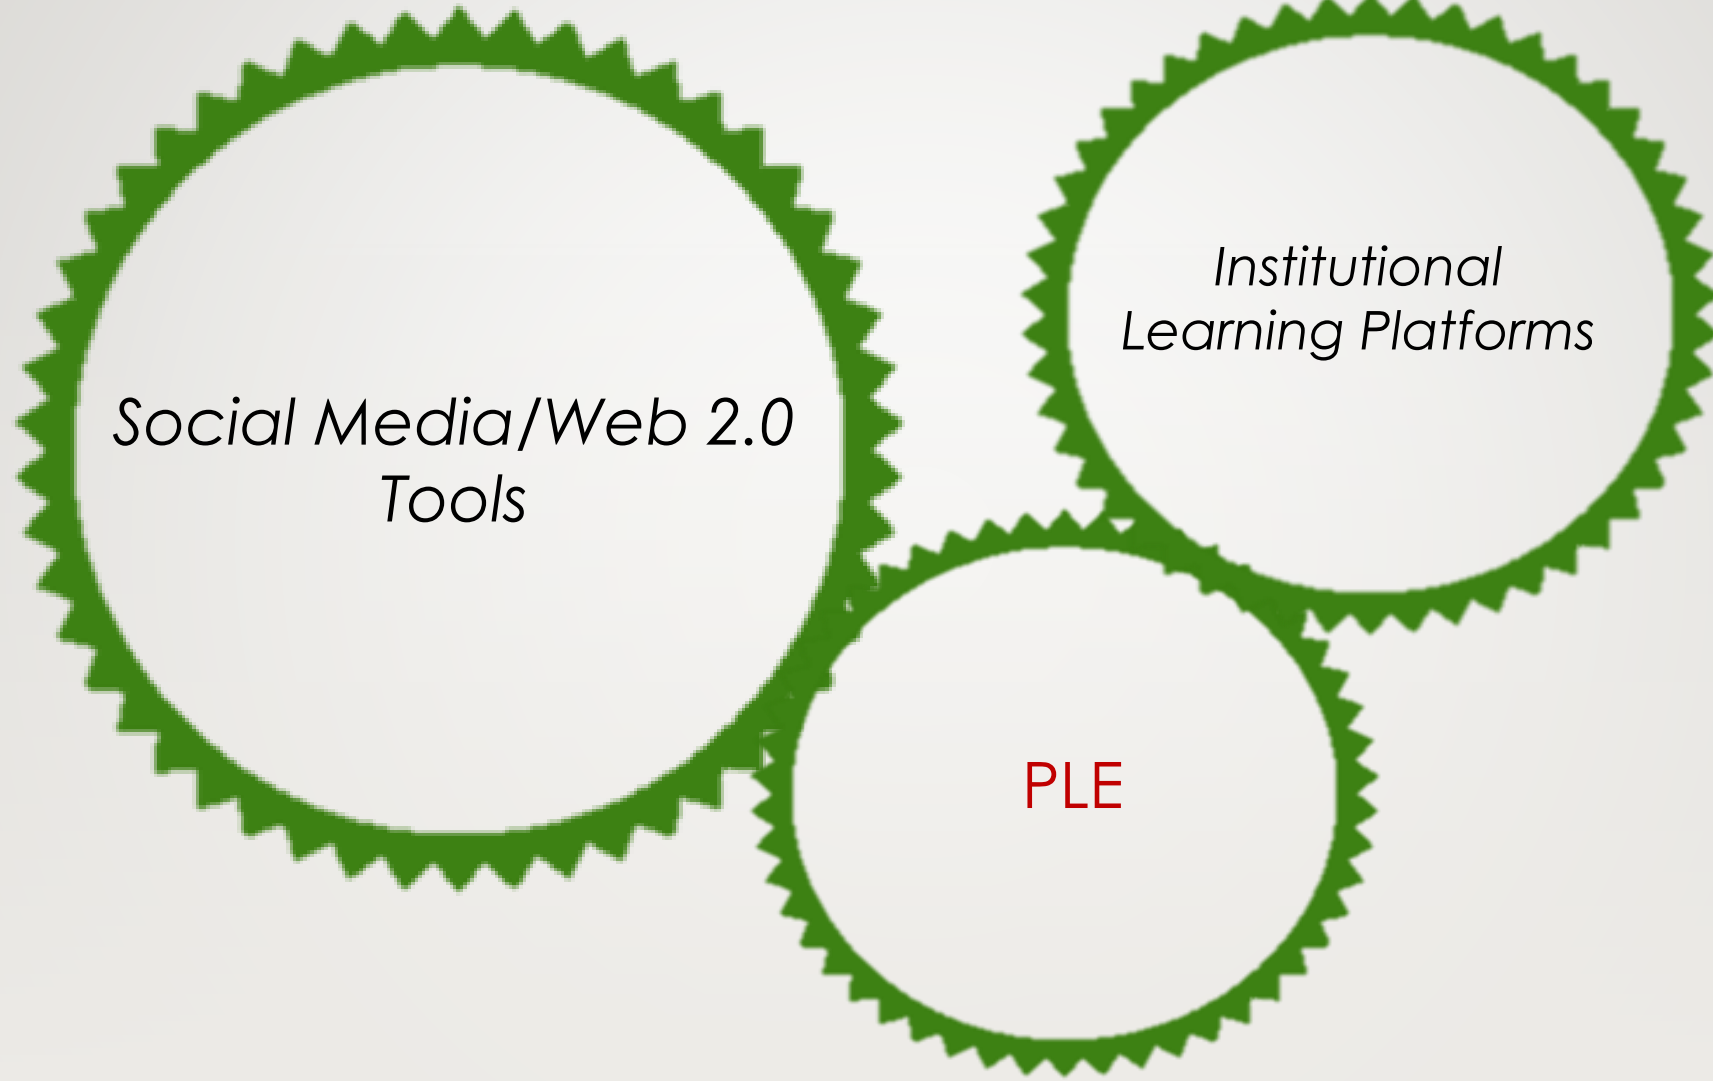 Social Media/Web 2.0
Tools
Institutional
Learning Platforms
PLE